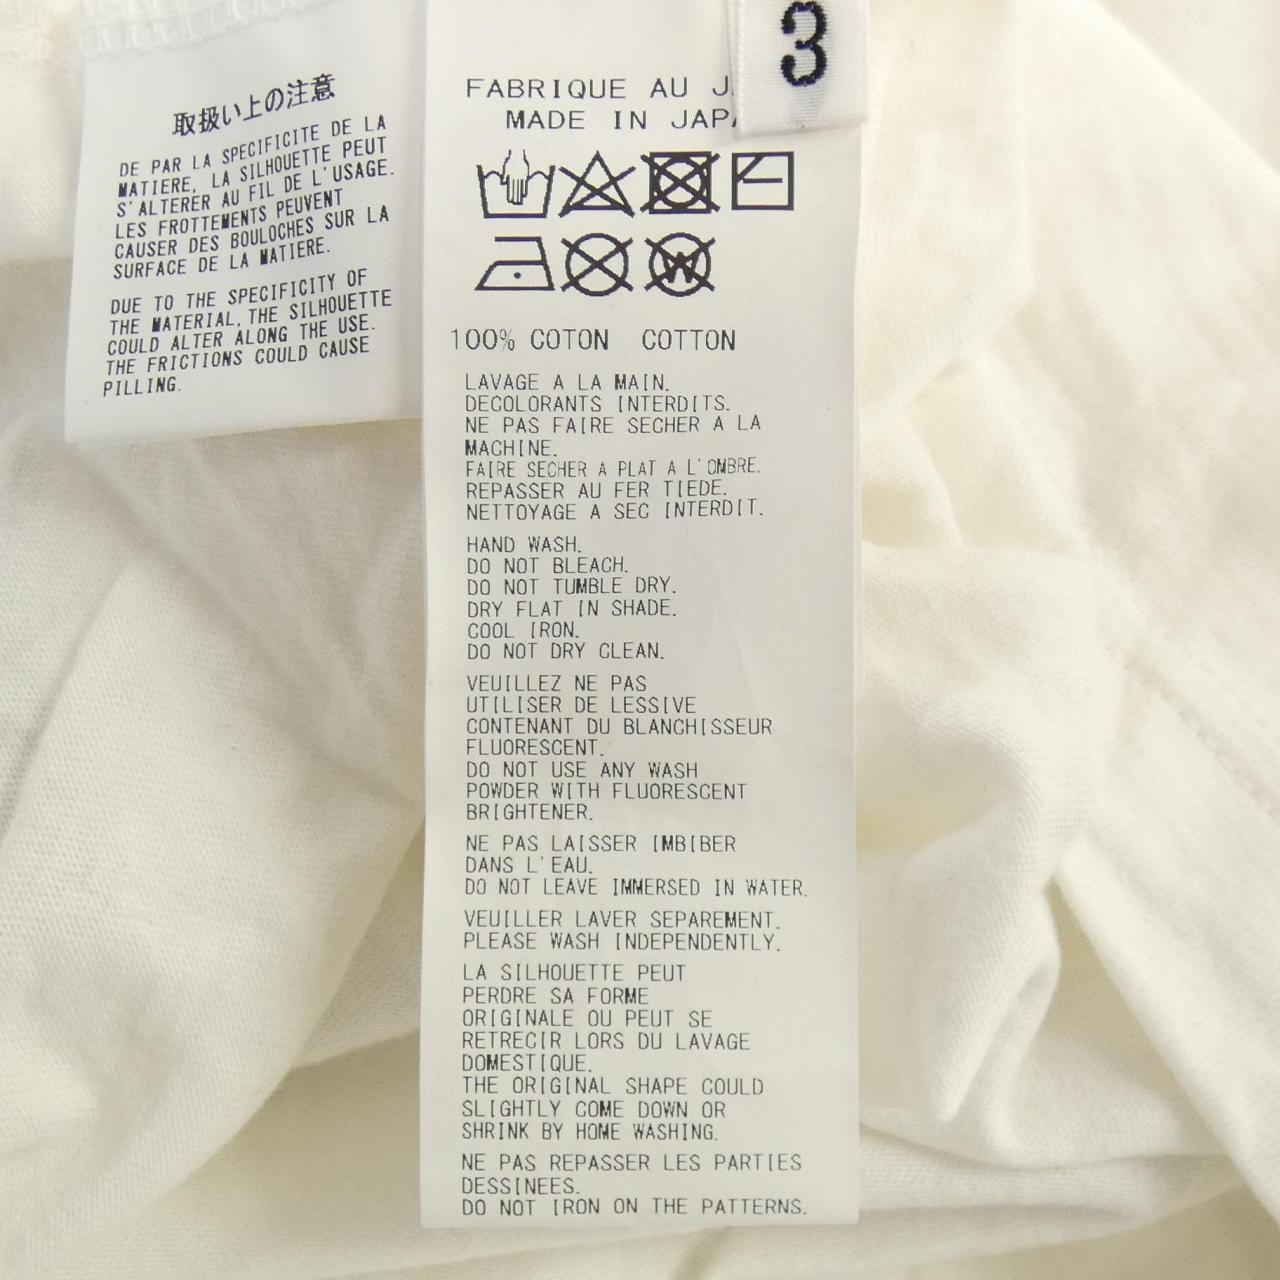 取扱い上の注意
DE PAR LA SPECIFICITE DE LA
MATIERE, LA SILHOUETTE PEUT
S'ALTERER AU FIL DE L'USAGE.
LES FROTTEMENTS PEUVENT
CAUSER DES BOULOCHES SUR LA
SURFACE DE LA MATIERE.
DUE TO THE SPECIFICITY OF
THE MATERIAL, THE SILHOUETTE
COULD ALTER ALONG THE USE.
THE FRICTIONS COULD CAUSE
PILLING.
3
FABRIQUE AU J
MADE IN JAPA
W
100% COTON COTTON
LAVAGE A LA MAIN.
DECOLORANTS INTERDITS.
NE PAS FAIRE SECHER A LA
MACHINE.
FAIRE SECHER A PLAT A L'OMBRE.
REPASSER AU FER TIEDE.
NETTOYAGE A SEC INTERDIT.
HAND WASH.
DO NOT BLEACH.
DO NOT TUMBLE DRY.
DRY FLAT IN SHADE.
COOL IRON.
DO NOT DRY CLEAN.
VEUILLEZ NE PAS
UTILISER DE LESSIVE
CONTENANT DU BLANCHISSEUR
FLUORESCENT.
DO NOT USE ANY WASH
POWDER WITH FLUORESCENT
BRIGHTENER.
NE PAS LAISSER IMBIBER
DANS L'EAU.
DO NOT LEAVE IMMERSED IN WATER.
VEUILLER LAVER SEPAREMENT.
PLEASE WASH INDEPENDENTLY.
LA SILHOUETTE PEUT
PERDRE SA FORME
ORIGINALE OU PEUT SE
RETRECIR LORS DU LAVAGE
DOMESTIQUE.
THE ORIGINAL SHAPE COULD
SLIGHTLY COME DOWN OR
SHRINK BY HOME WASHING.
NE PAS REPASSER LES PARTIES
DESSINEES.
DO NOT IRON ON THE PATTERNS.